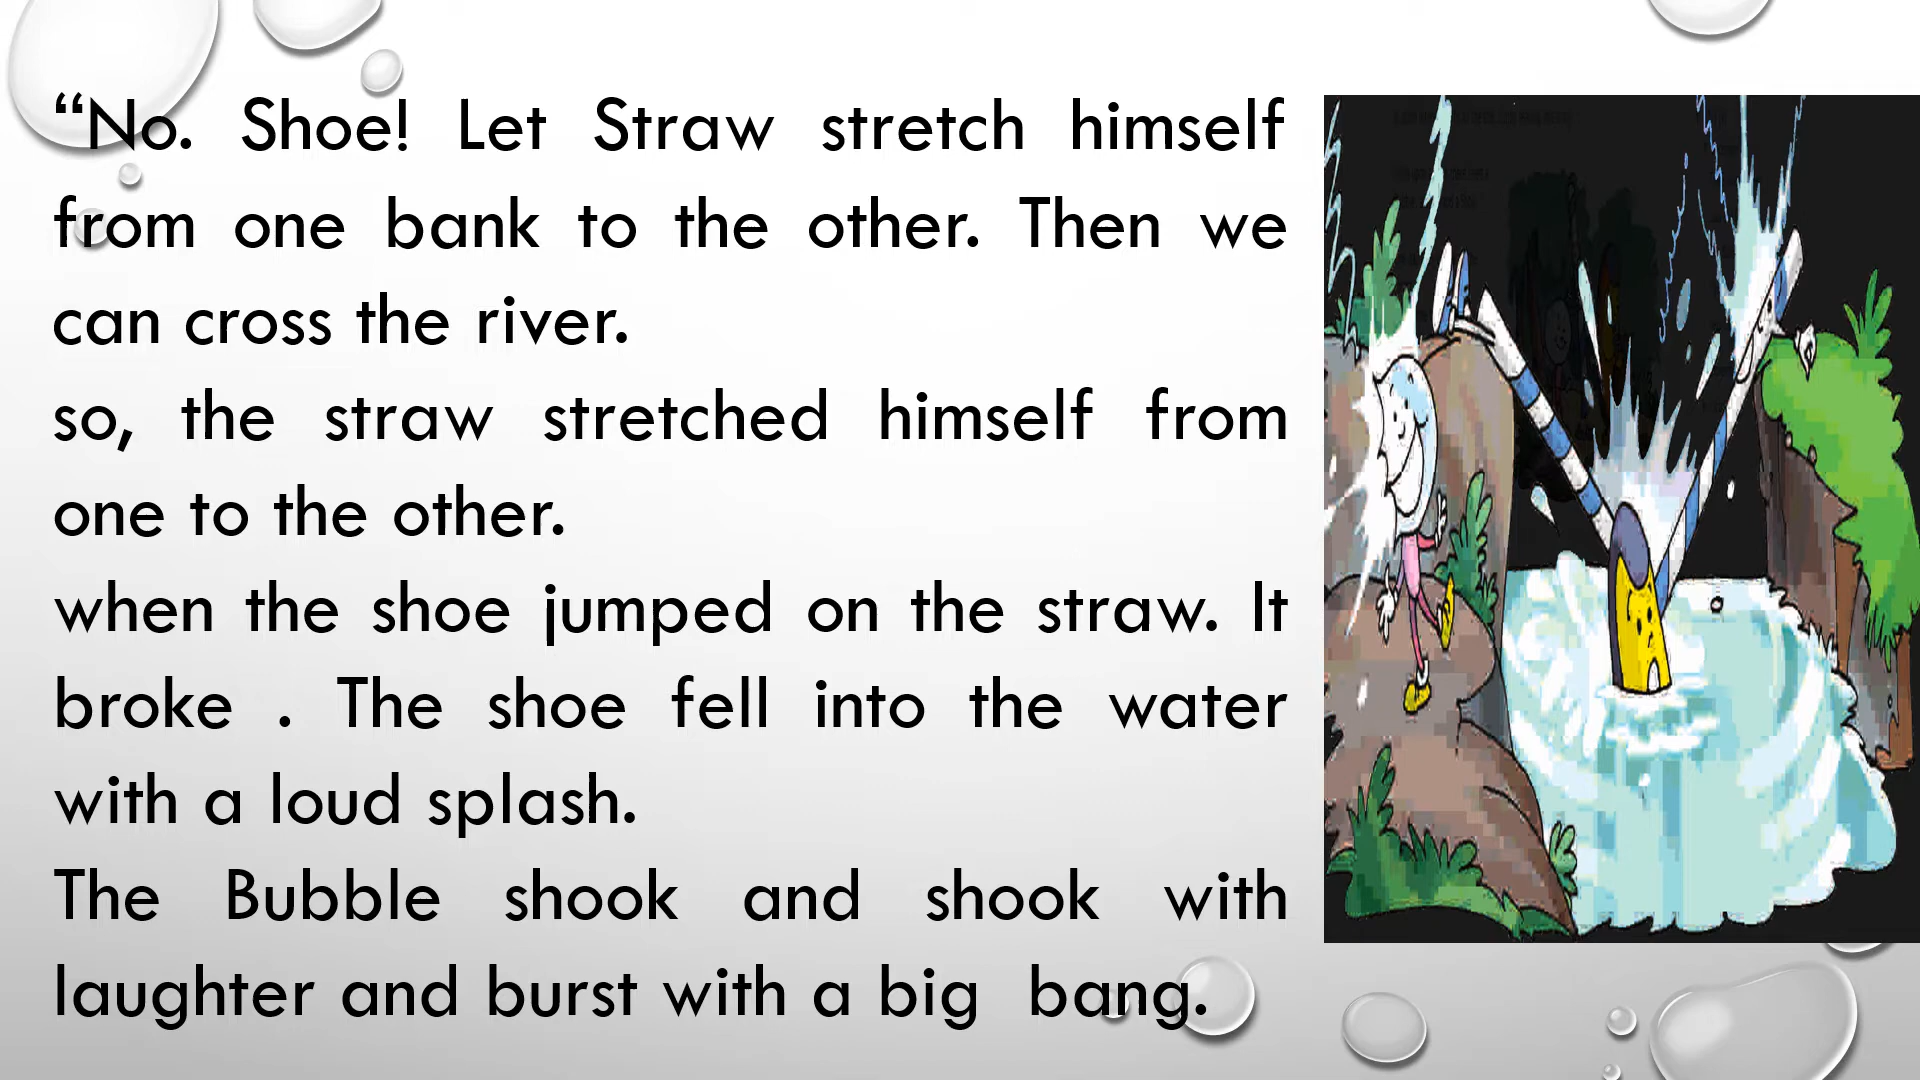 “No. Shoe! Let Straw stretch himself
from one bank to the other. Then we
can cross the river.
so, the straw stretched himself from
one to the other.
when the shoe jumped on the straw. It
broke . The shoe fell into the water
with a loud splash.
The Bubble shook and shook with
laughter and burst with a big  bang.